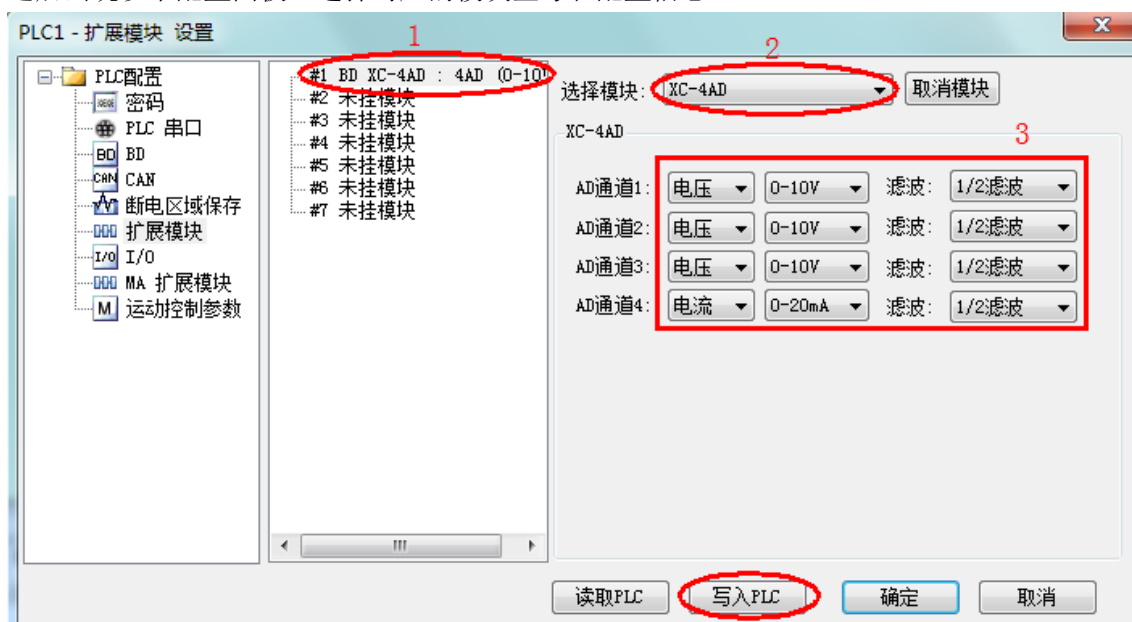 PLC1 - 扩展模块 设置
1
2
PLC配置
密码
PLC 串口
BD BD
CAN CAN
断电区域保存
扩展模块
I/O I/O
MA 扩展模块
M 运动控制参数
#1 BD XC-4AD : 4AD (0-10
#2 未挂模块
#3 未挂模块
#4 未挂模块
#5 未挂模块
#6 未挂模块
#7 未挂模块
选择模块: XC-4AD 取消模块
XC-4AD
3
AD通道1: 电压 0-10V 滤波: 1/2滤波
AD通道2: 电压 0-10V 滤波: 1/2滤波
AD通道3: 电压 0-10V 滤波: 1/2滤波
AD通道4: 电流 0-20mA 滤波: 1/2滤波
读取PLC 写入PLC 确定 取消